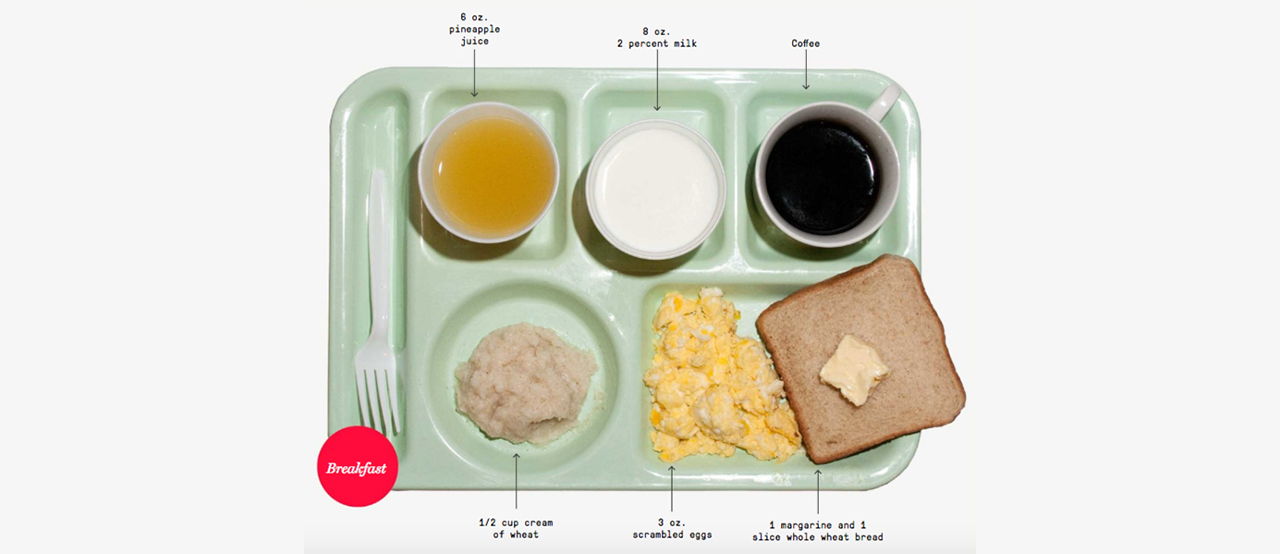 6 oz.
pineapple
juice
8 oz.
2 percent milk
Coffee
Breakfast
1/2 cup cream
of wheat
3 oz.
scrambled eggs
1 margarine and 1
slice whole wheat bread